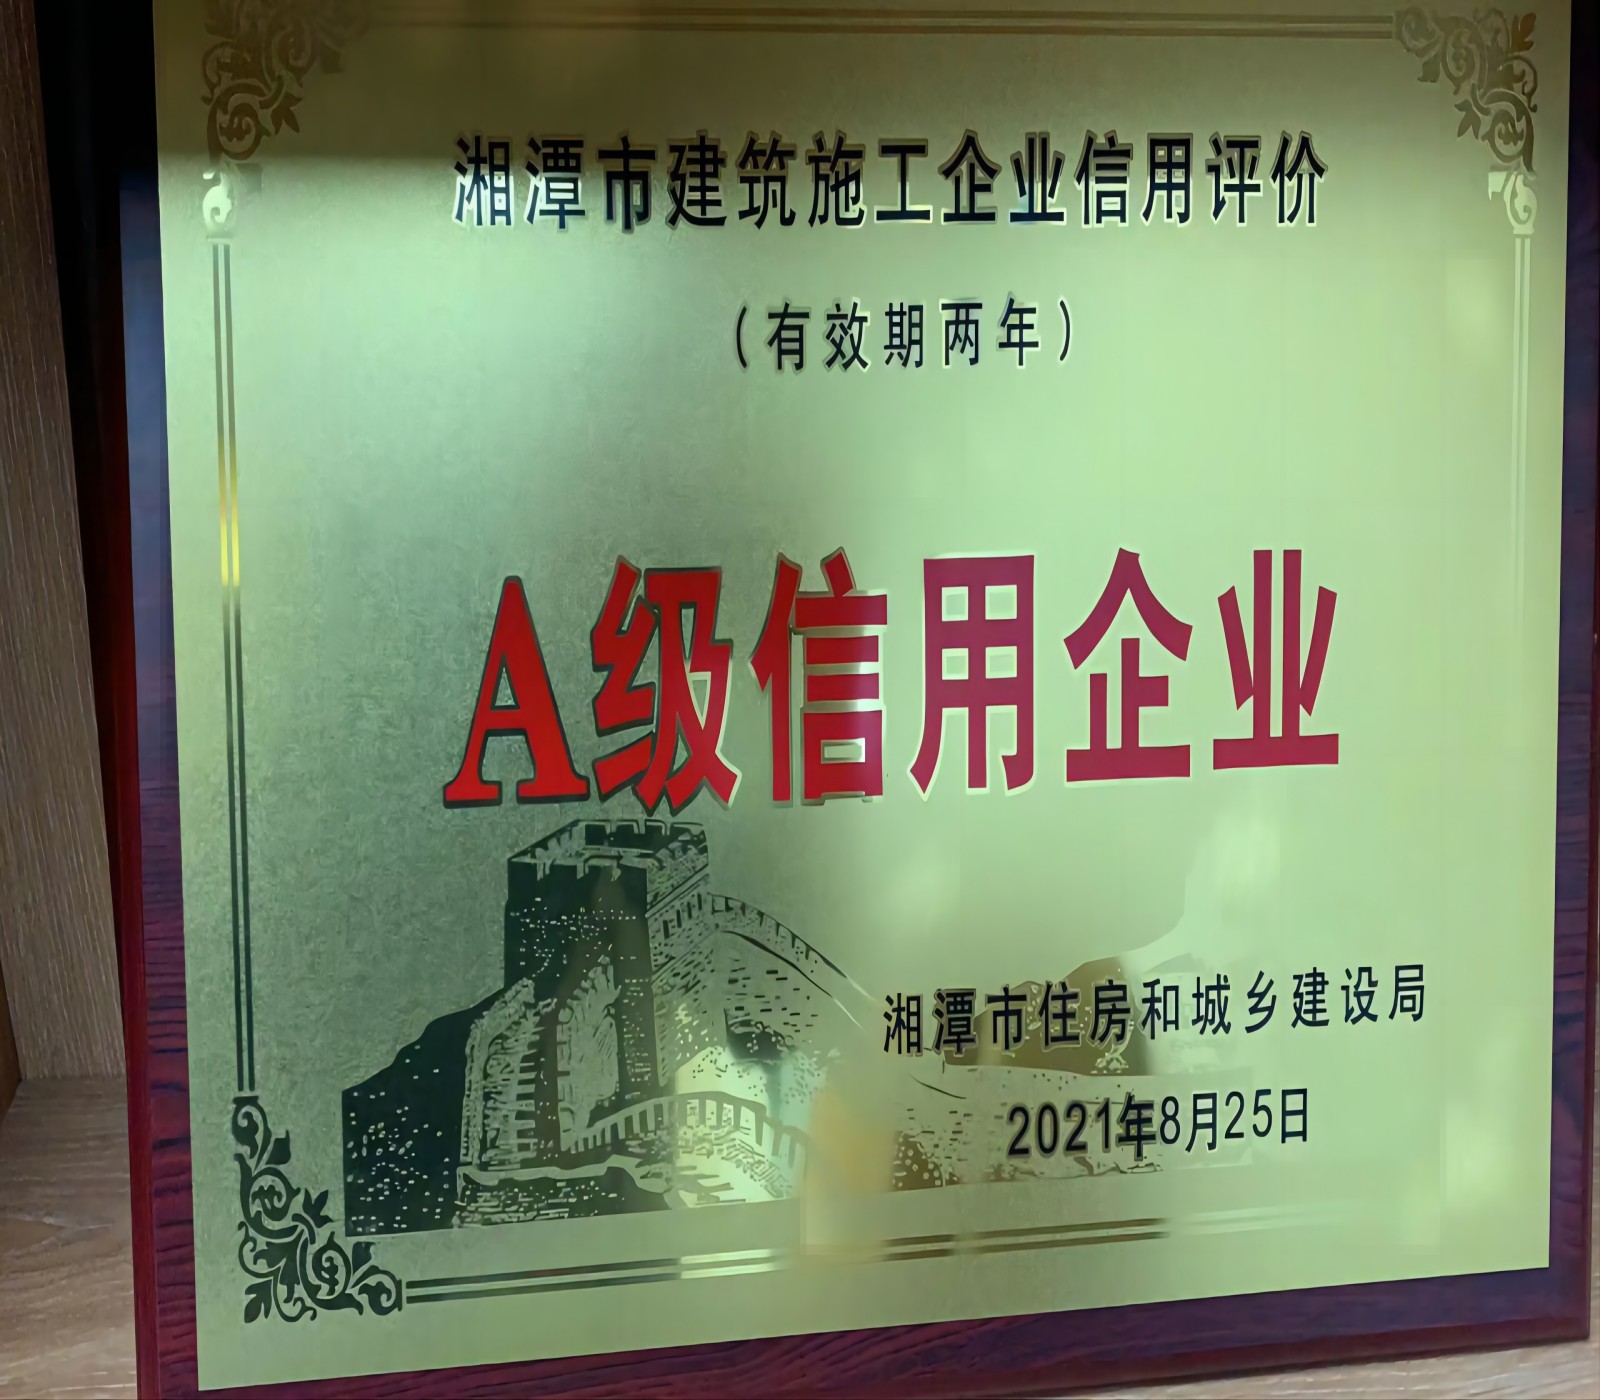 湘潭市建筑施工企业信用评价
（有效期两年）
A级信用企业
湘潭市住房和城乡建设局
2021年8月25日